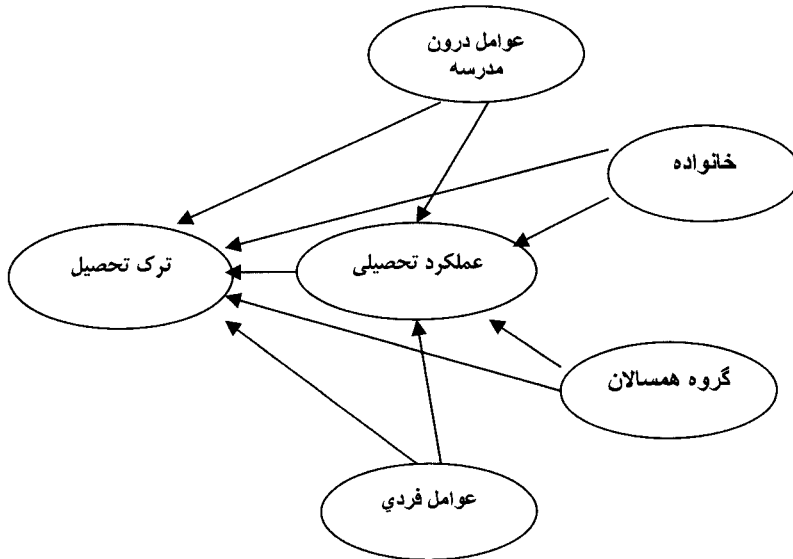 عوامل درون
مدرسه
خانواده
عملکرد تحصیلی
ترک تحصیل
گروه همسالان
عوامل فردي